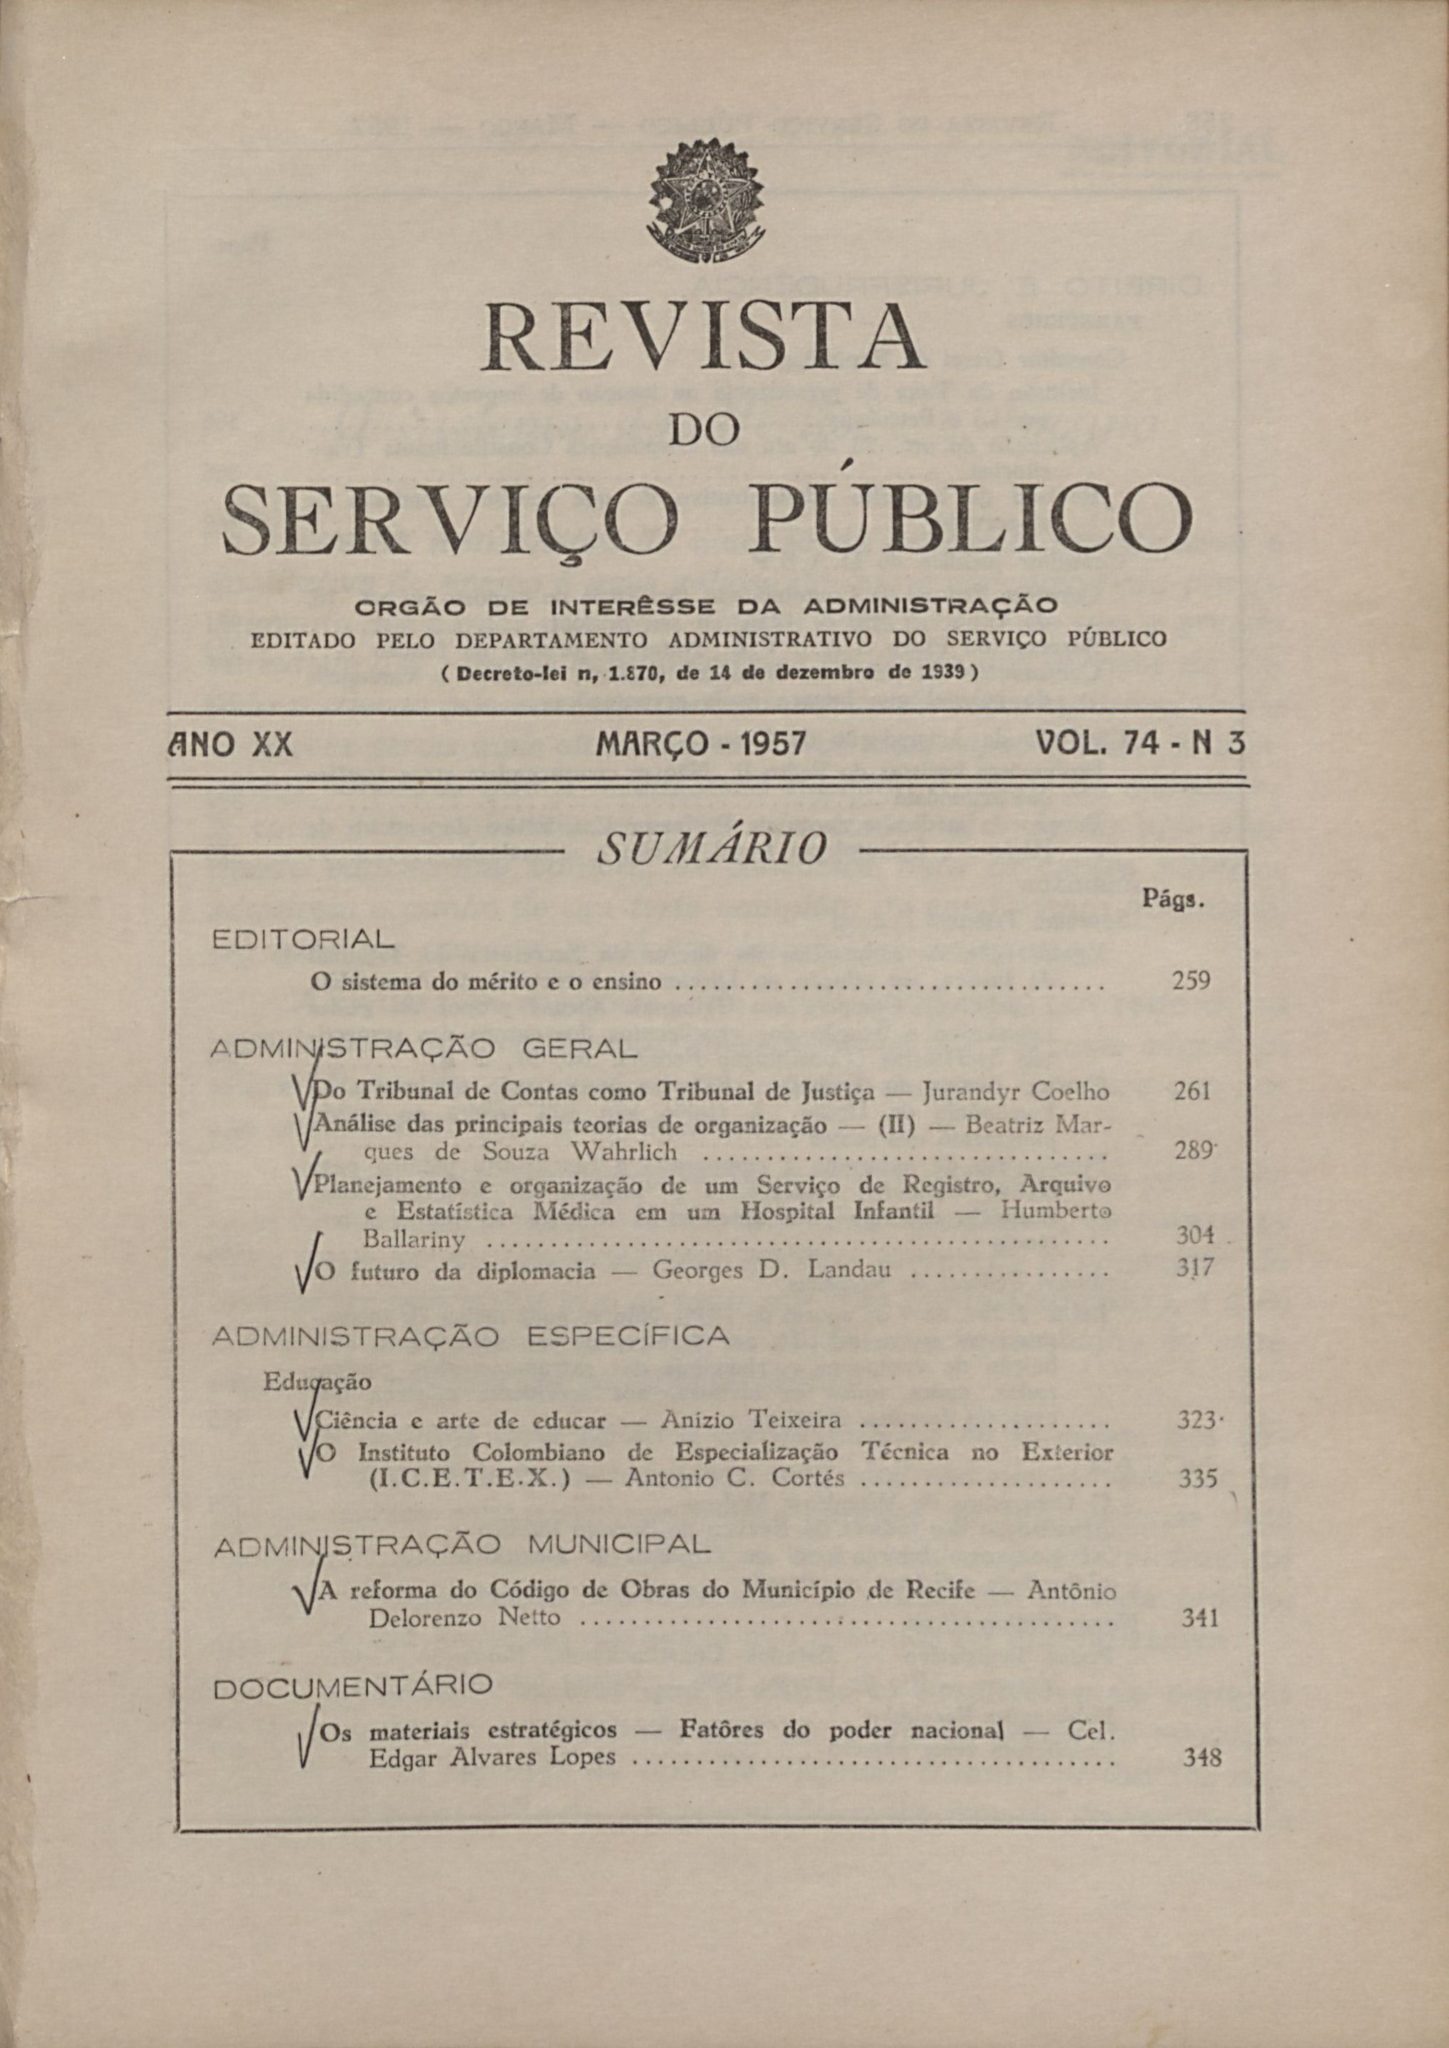 REVISTA
DO
SERVIÇO PÚBLICO
ORGÃO DE INTERÊSSE DA ADMINISTRAÇÃO
EDITADO PELO DEPARTAMENTO ADMINISTRATIVO DO SERVIÇO PÚBLICO
(Decreto-lei n, 1.870, de 14 de dezembro de 1939)
ANO XX MARÇO - 1957 VOL. 74 - N 3
SUMÁRIO
Págs.
EDITORIAL
O sistema do mérito e o ensino .................................. 259
ADMINISTRAÇÃO GERAL
Do Tribunal de Contas como Tribunal de Justiça — Jurandyr Coelho 261
Análise das principais teorias de organização — (II) — Beatriz Mar-
ques de Souza Wahrlich ................................ 289
Planejamento e organização de um Serviço de Registro, Arquivo
e Estatística Médica em um Hospital Infantil — Humberto
Ballariny ................................................ 304
O futuro da diplomacia — Georges D. Landau ................ 317
ADMINISTRAÇÃO ESPECÍFICA
Educação
Ciência e arte de educar — Anízio Teixeira .................... 323
O Instituto Colombiano de Especialização Técnica no Exterior
(I.C.E.T.E.X.) — Antonio C. Cortés .................... 335
ADMINISTRAÇÃO MUNICIPAL
A reforma do Código de Obras do Município de Recife — Antônio
Delorenzo Netto .......................................... 341
DOCUMENTÁRIO
Os materiais estratégicos — Fatôres do poder nacional — Cel.
Edgar Alvares Lopes ...................................... 348